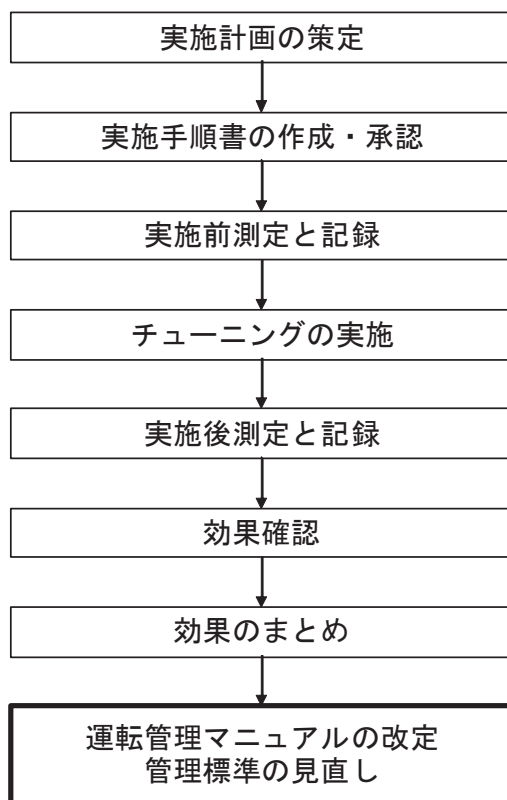 実施計画の策定
実施手順書の作成・承認
実施前測定と記録
チューニングの実施
実施後測定と記録
効果確認
効果のまとめ
運転管理マニュアルの改定
管理標準の見直し